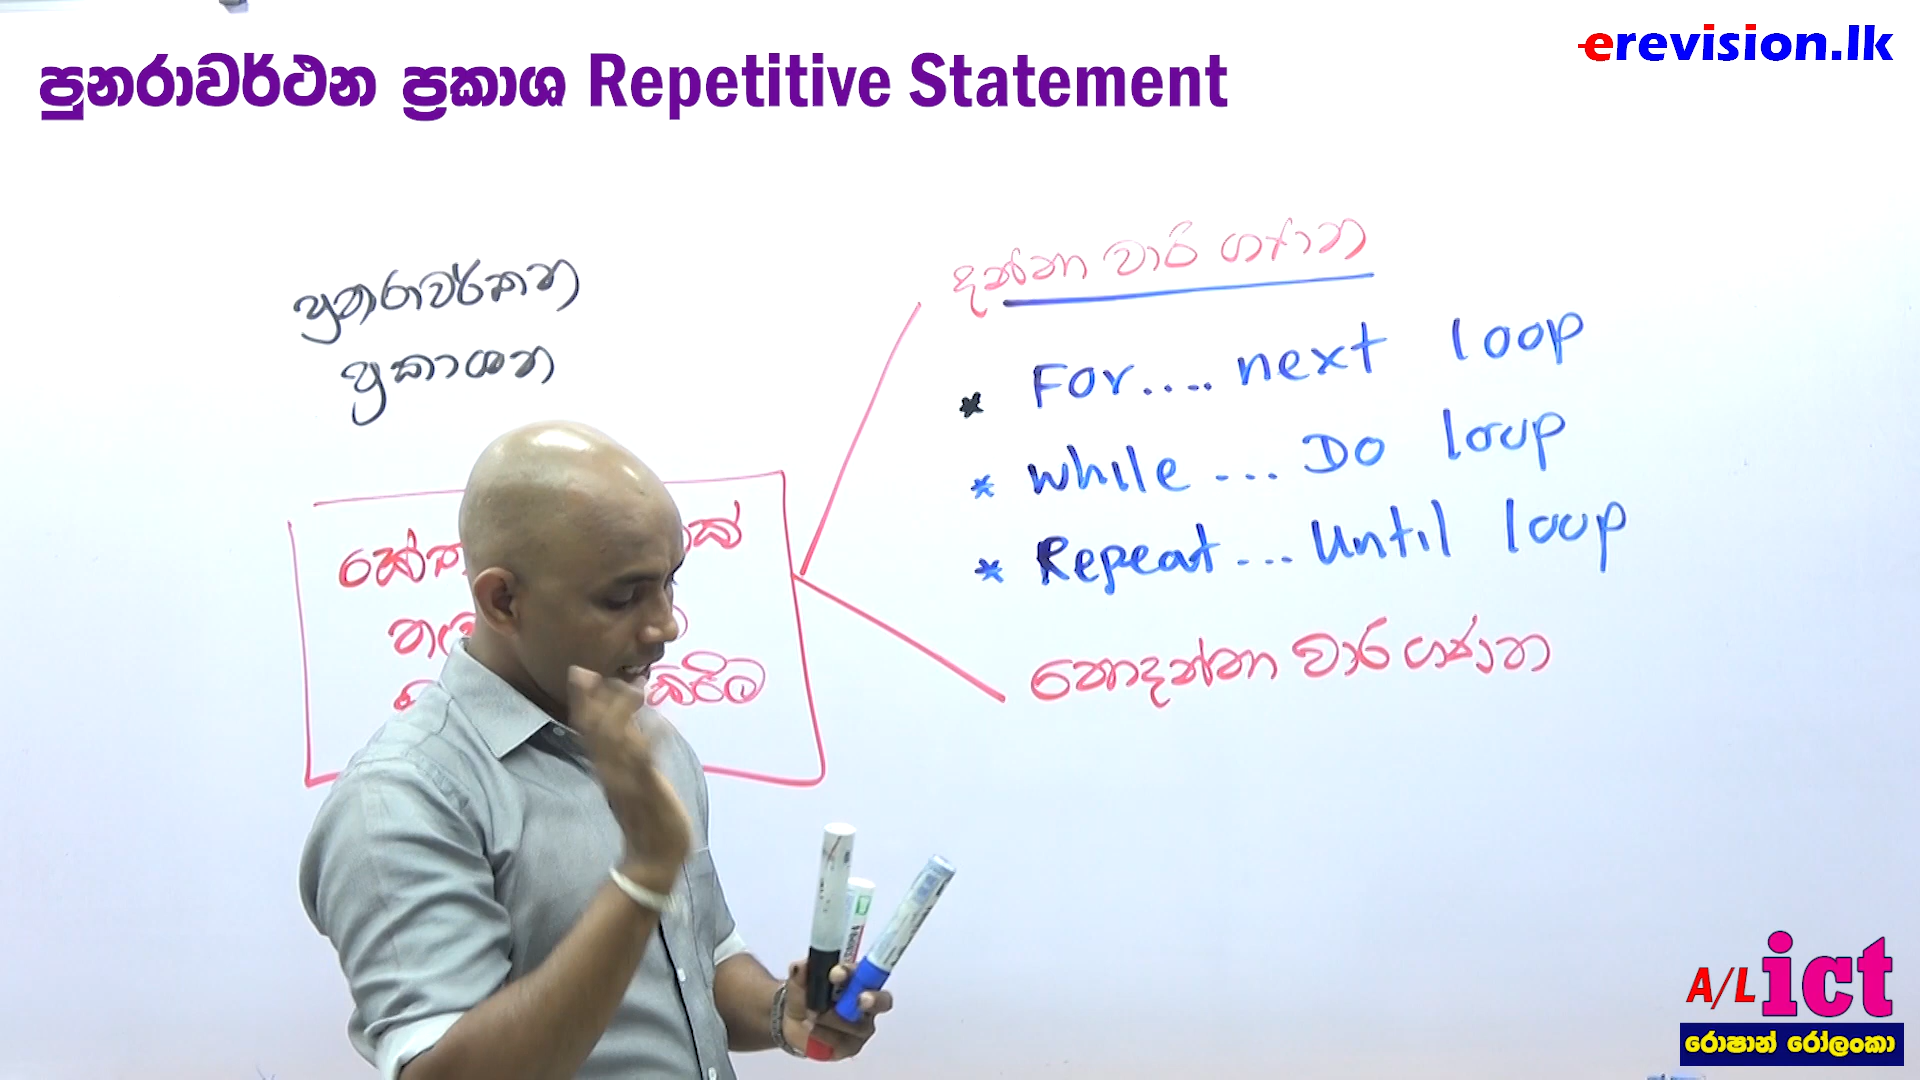 පුනරාවර්ථන ප්‍රකාශ Repetitive Statement
erevision.lk
පුනරාවර්තන
ප්‍රකාශන
දන්නා වාර ගණන
* For.... next loop
* while ... Do loop
* Repeat... Until loop
නොදන්නා වාර ගණන
කිරීම
A/L ict
රොෂාන් රෝලංකා